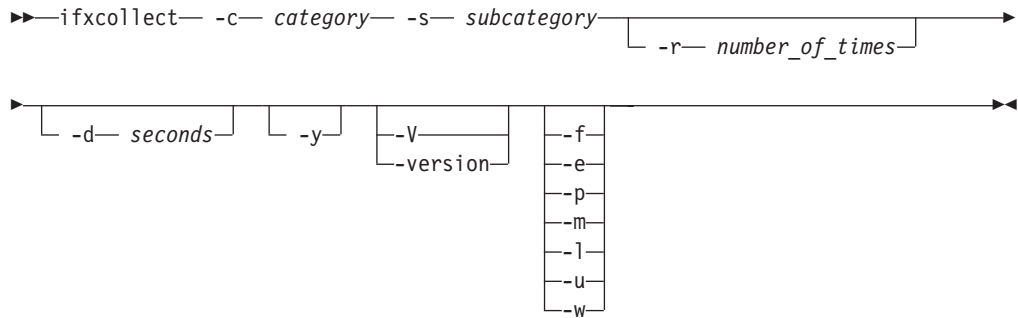 ifxcollect -c category -s subcategory
-r number_of_times
-d seconds -y -V -f
-version -e
-p
-m
-l
-u
-w